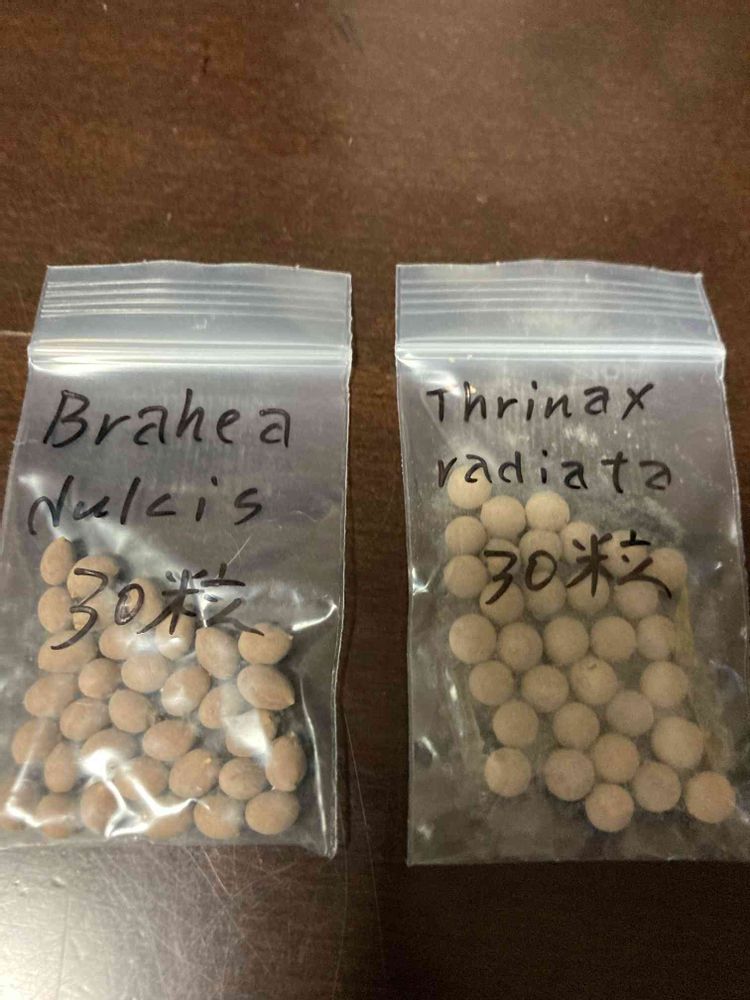 Brahea
dulcis
30粒
Thrinax
radiata
30粒